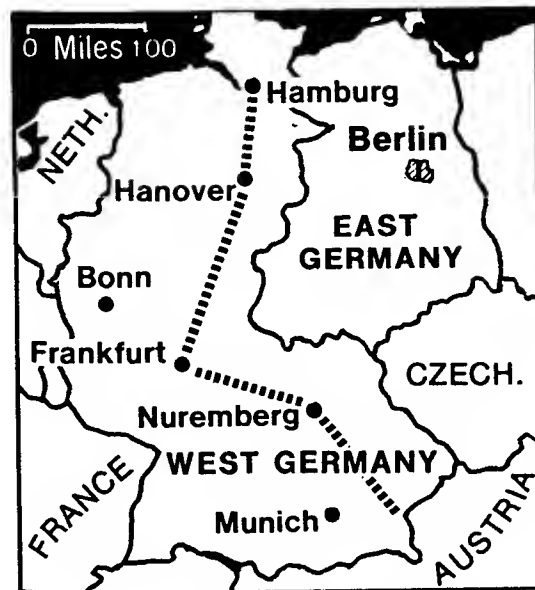 0 Miles 100
Hamburg
NETH.
Berlin
Hanover
EAST
GERMANY
Bonn
Frankfurt
CZECH.
Nuremberg
WEST GERMANY
FRANCE
Munich
AUSTRIA